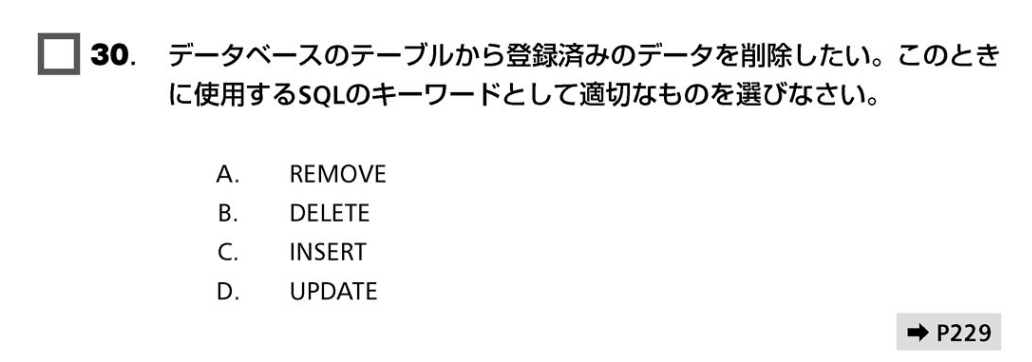 30. データベースのテーブルから登録済みのデータを削除したい。このとき
に使用するSQLのキーワードとして適切なものを選びなさい。
A. REMOVE
B. DELETE
C. INSERT
D. UPDATE
➡ P229